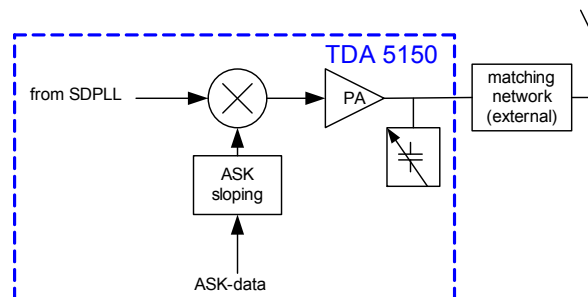 TDA 5150
from SDPLL
PA
matching
network
(external)
ASK
sloping
ASK-data